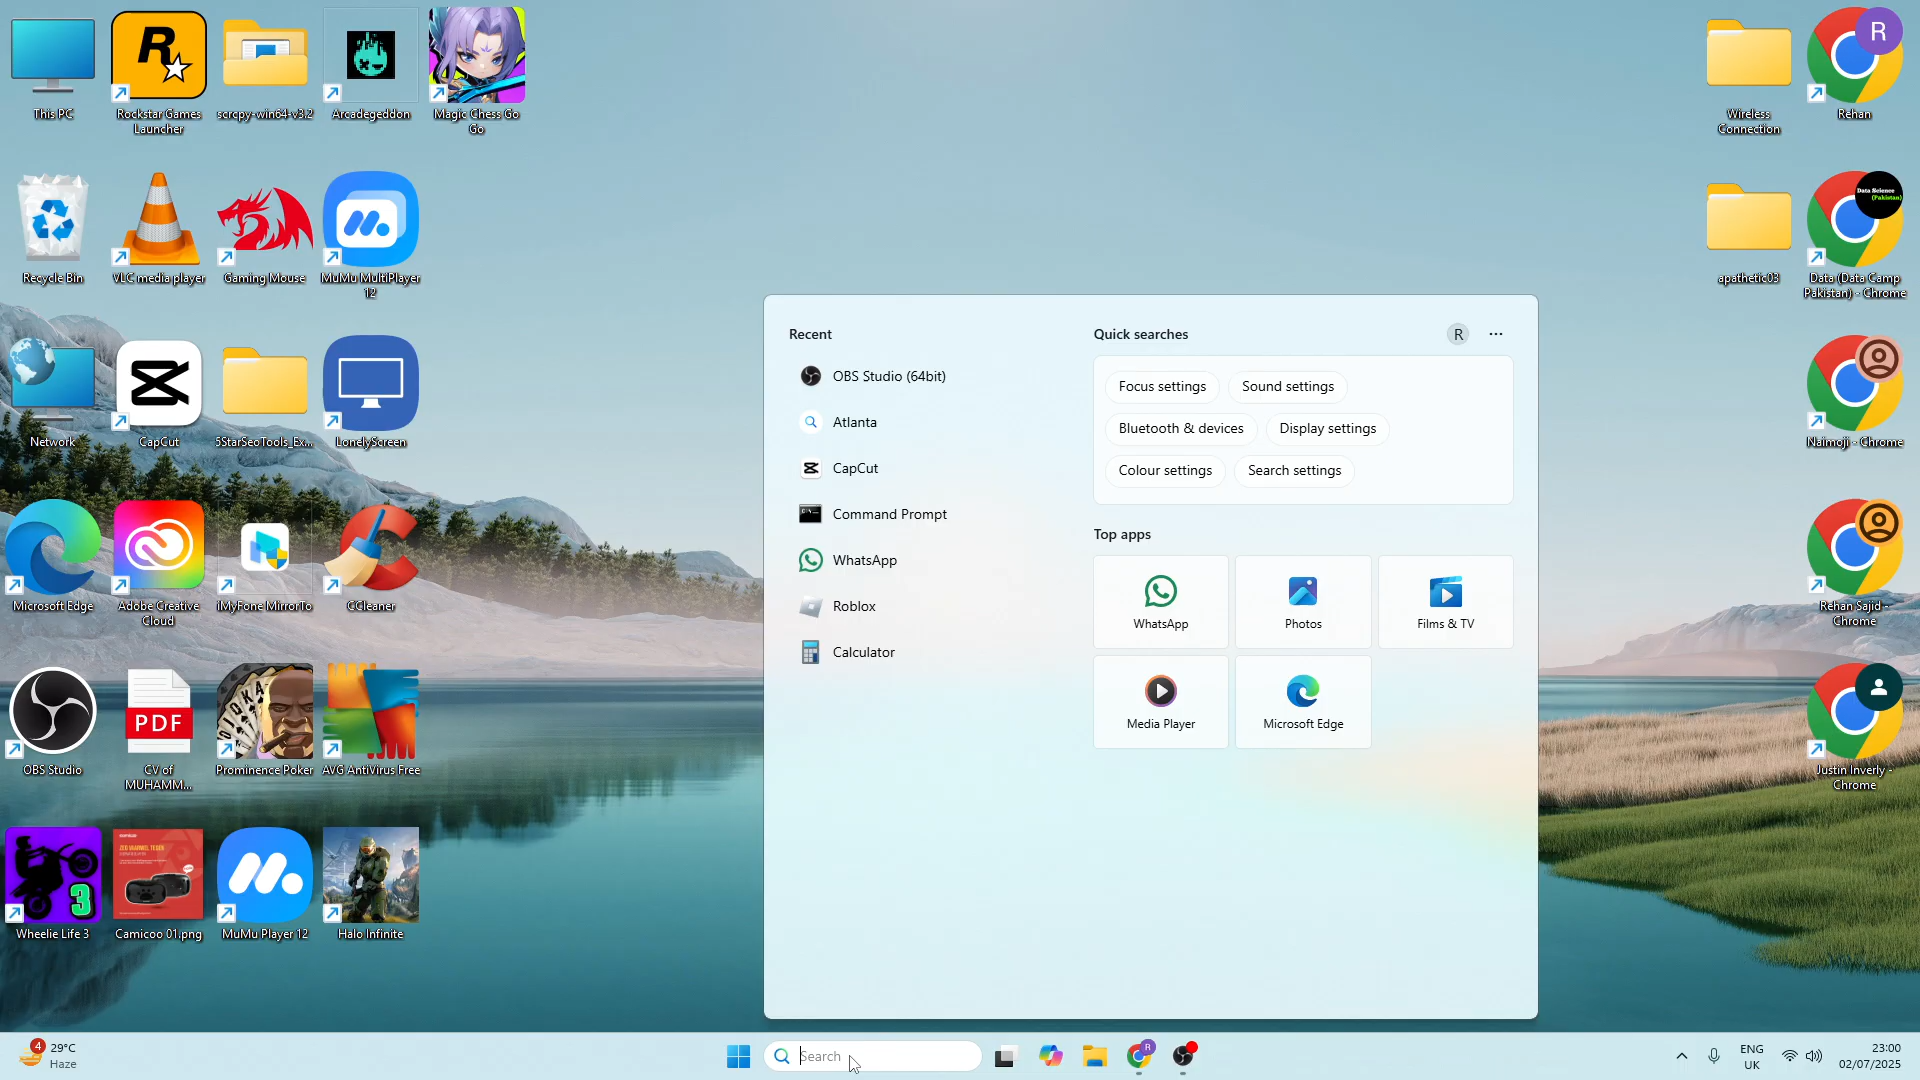 This PC
Rockstar Games
Launcher
scrcpy-win64-v3.2
Arcadegeddon
Magic Chess Go
Go
Recycle Bin
VLC media player
Gaming Mouse
MuMu MultiPlayer
12
Network
CapCut
5StarSeoTools_Ex...
LonelyScreen
Microsoft Edge
Adobe Creative
Cloud
iMyFone MirrorTo
CCleaner
OBS Studio
PDF
CV of
MUHAMM...
Prominence Poker
AVG AntiVirus Free
3
Wheelie Life 3
Camicoo 01.png
MuMu Player 12
Halo Infinite
Wireless
Connection
R
Rehan
apathetic03
Data Science
(Pakistan)
Data (Data Camp
Pakistan) - Chrome
Naimoji - Chrome
Rehan Sajid -
Chrome
Justin Inverly -
Chrome
Recent
OBS Studio (64bit)
Atlanta
CapCut
Command Prompt
WhatsApp
Roblox
Calculator
Quick searches
R
Focus settings
Sound settings
Bluetooth & devices
Display settings
Colour settings
Search settings
Top apps
WhatsApp
Photos
Films & TV
Media Player
Microsoft Edge
4
29°C
Haze
Search
R
ENG
UK
23:00
02/07/2025